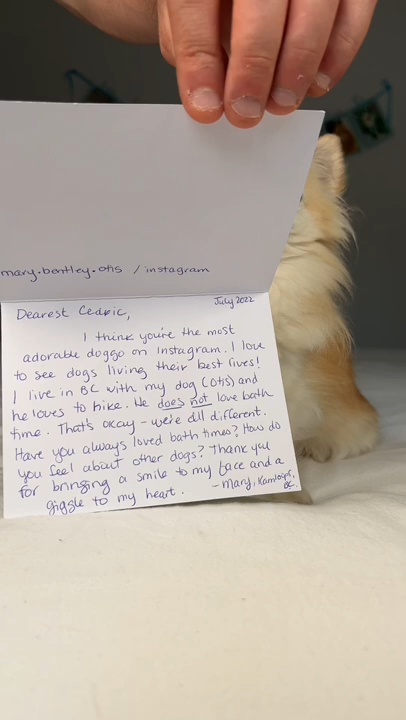 mary.bentley.otis /instagram
July 2022
Dearest Cedric,
I think you're the most
adorable doggo on Instagram. I love
to see dogs living their best lives!
I live in BC with my dog (Otis) and
he loves to hike. He does not love bath
time. That's okay - we're all different.
Have you always loved bath times? How do
you feel about other dogs? Thank you
for bringing a smile to my face and a
giggle to my heart.
- Mary, Kamloops,
BC.